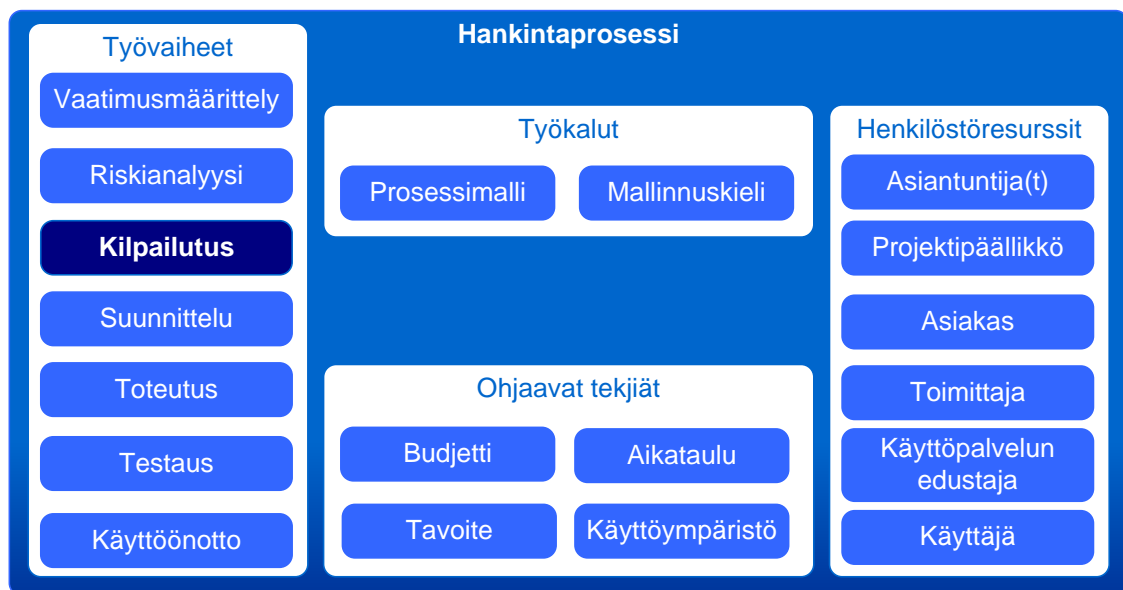 Hankintaprosessi
Työvaiheet
Vaatimusmäärittely
Riskianalyysi
Kilpailutus
Suunnittelu
Toteutus
Testaus
Käyttöönotto
Työkalut
Prosessimalli
Mallinnuskieli
Ohjaavat tekjiät
Budjetti
Aikataulu
Tavoite
Käyttöympäristö
Henkilöstöresurssit
Asiantuntija(t)
Projektipäällikkö
Asiakas
Toimittaja
Käyttöpalvelun
edustaja
Käyttäjä